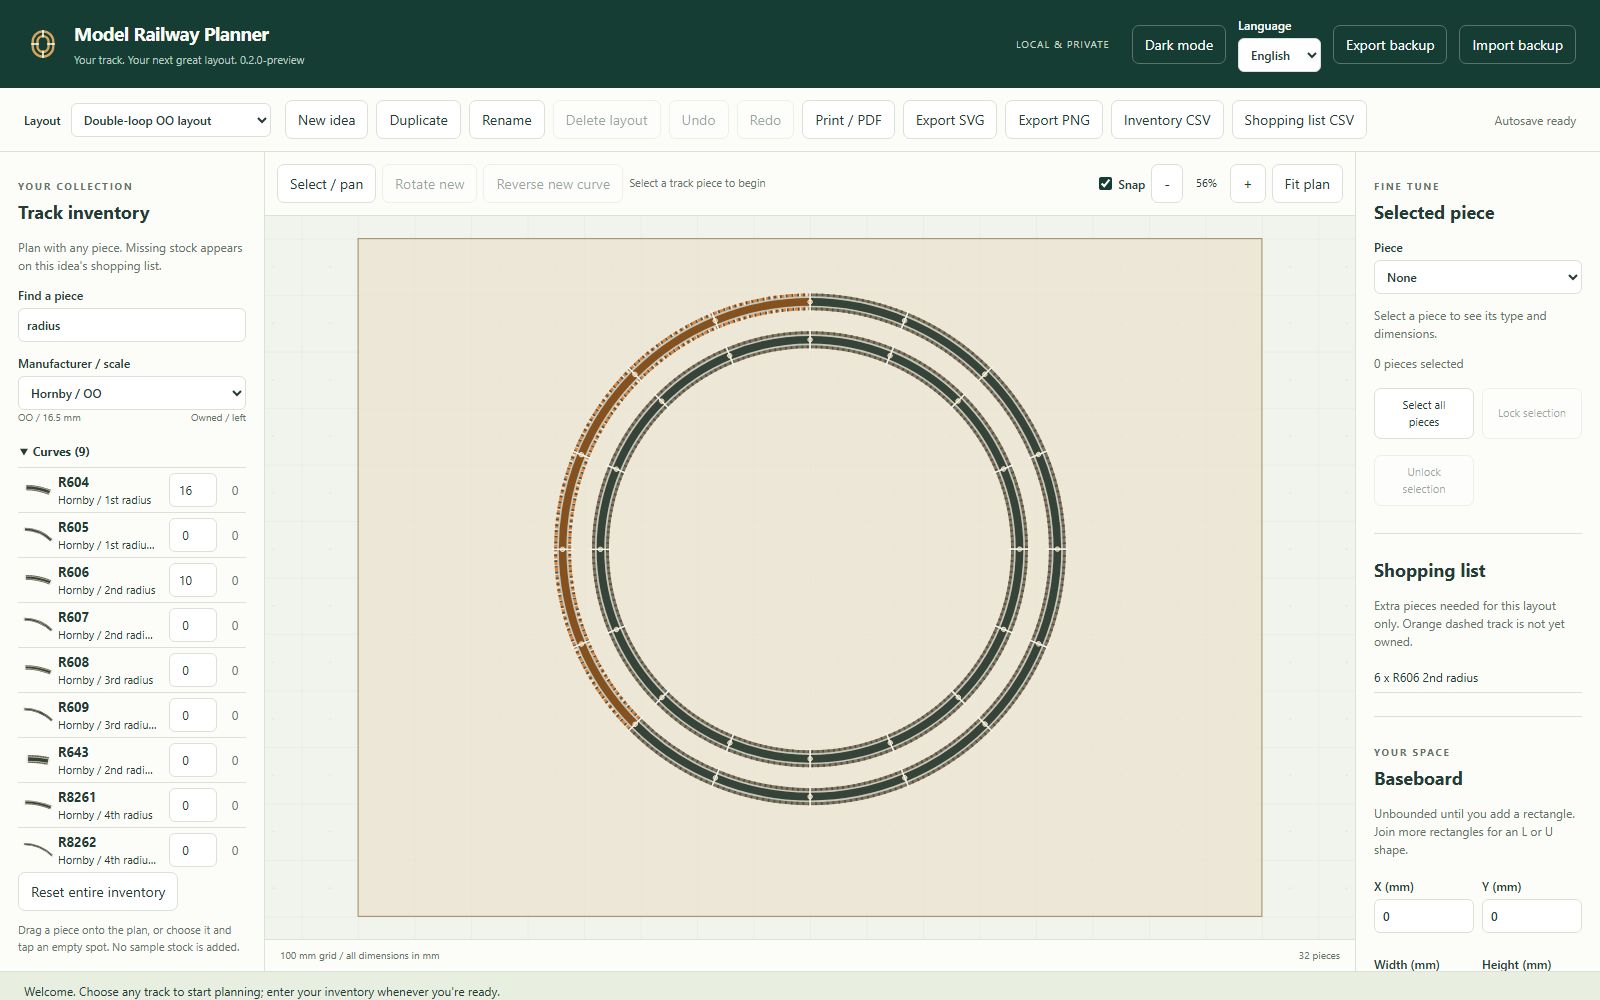 Model Railway Planner
Your track. Your next great layout. 0.2.0-preview
LOCAL & PRIVATE
Dark mode
Language
English
Export backup
Import backup
Layout
Double-loop OO layout
New idea
Duplicate
Rename
Delete layout
Undo
Redo
Print / PDF
Export SVG
Export PNG
Inventory CSV
Shopping list CSV
Autosave ready
YOUR COLLECTION
Track inventory
Plan with any piece. Missing stock appears
on this idea's shopping list.
Find a piece
radius
Manufacturer / scale
Hornby / OO
OO / 16.5 mm
Owned / left
▼ Curves (9)
R604
Hornby / 1st radius
16
0
R605
Hornby / 1st radiu...
0
0
R606
Hornby / 2nd radius
10
0
R607
Hornby / 2nd radi...
0
0
R608
Hornby / 3rd radius
0
0
R609
Hornby / 3rd radiu...
0
0
R643
Hornby / 2nd radi...
0
0
R8261
Hornby / 4th radius
0
0
R8262
Hornby / 4th radiu...
0
0
Reset entire inventory
Drag a piece onto the plan, or choose it and
tap an empty spot. No sample stock is added.
Select / pan
Rotate new
Reverse new curve
Select a track piece to begin
Snap
-
56%
+
Fit plan
100 mm grid / all dimensions in mm
32 pieces
FINE TUNE
Selected piece
Piece
None
Select a piece to see its type and
dimensions.
0 pieces selected
Select all
pieces
Lock selection
Unlock
selection
Shopping list
Extra pieces needed for this layout
only. Orange dashed track is not yet
owned.
6 x R606 2nd radius
YOUR SPACE
Baseboard
Unbounded until you add a rectangle.
Join more rectangles for an L or U
shape.
X (mm)
Y (mm)
0
0
Width (mm)
Height (mm)
Welcome. Choose any track to start planning; enter your inventory whenever you're ready.